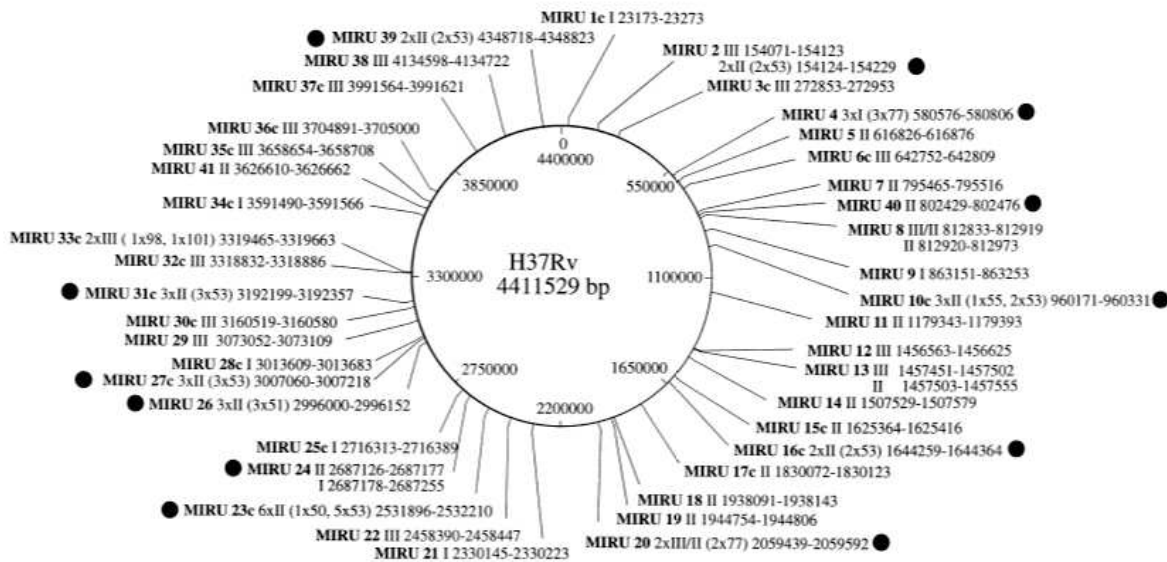 MIRU 1c I 23173-23273
MIRU 2 III 154071-154123
2xII (2x53) 154124-154229
MIRU 3c III 272853-272953
MIRU 4 3xI (3x77) 580576-580806
MIRU 5 II 616826-616876
MIRU 6c III 642752-642809
MIRU 7 II 795465-795516
MIRU 40 II 802429-802476
MIRU 8 III/II 812833-812919
II 812920-812973
MIRU 9 I 863151-863253
MIRU 10c 3xII (1x55, 2x53) 960171-960331
MIRU 11 II 1179343-1179393
MIRU 12 III 1456563-1456625
MIRU 13 III 1457451-1457502
II 1457503-1457555
MIRU 14 II 1507529-1507579
MIRU 15c II 1625364-1625416
MIRU 16c 2xII (2x53) 1644259-1644364
MIRU 17c II 1830072-1830123
MIRU 18 II 1938091-1938143
MIRU 19 II 1944754-1944806
MIRU 20 2xIII/II (2x77) 2059439-2059592
MIRU 39 2xII (2x53) 4348718-4348823
MIRU 38 III 4134598-4134722
MIRU 37c III 3991564-3991621
MIRU 36c III 3704891-3705000
MIRU 35c III 3658654-3658708
MIRU 41 II 3626610-3626662
MIRU 34c I 3591490-3591566
MIRU 33c 2xIII ( 1x98, 1x101) 3319465-3319663
MIRU 32c III 3318832-3318886
MIRU 31c 3xII (3x53) 3192199-3192357
MIRU 30c III 3160519-3160580
MIRU 29 III 3073052-3073109
MIRU 28c I 3013609-3013683
MIRU 27c 3xII (3x53) 3007060-3007218
MIRU 26 3xII (3x51) 2996000-2996152
MIRU 25c I 2716313-2716389
MIRU 24 II 2687126-2687177
I 2687178-2687255
MIRU 23c 6xII (1x50, 5x53) 2531896-2532210
MIRU 22 III 2458390-2458447
MIRU 21 I 2330145-2330223
0
4400000
550000
1100000
1650000
2200000
2750000
3300000
3850000
H37Rv
4411529 bp